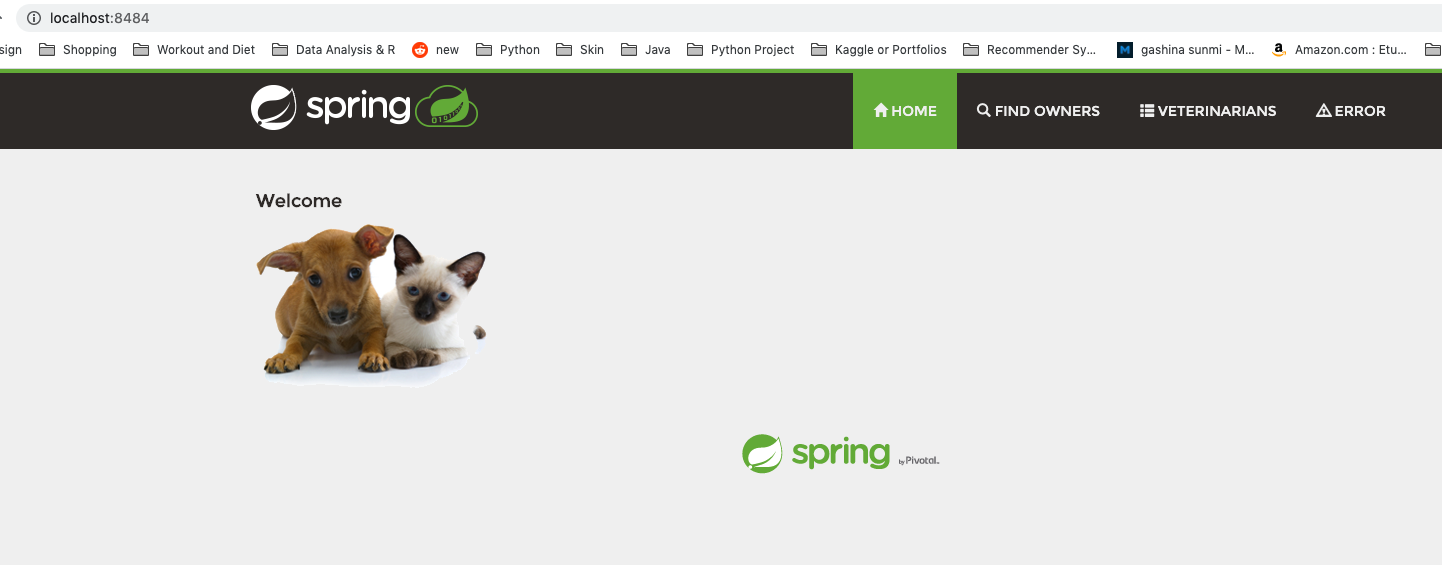 localhost:8484
sign Shopping Workout and Diet Data Analysis & R new Python Skin Java Python Project Kaggle or Portfolios Recommender Sy... gashina sunmi - M... Amazon.com : Etu...
spring HOME FIND OWNERS VETERINARIANS ERROR
Welcome
spring by Pivotal.